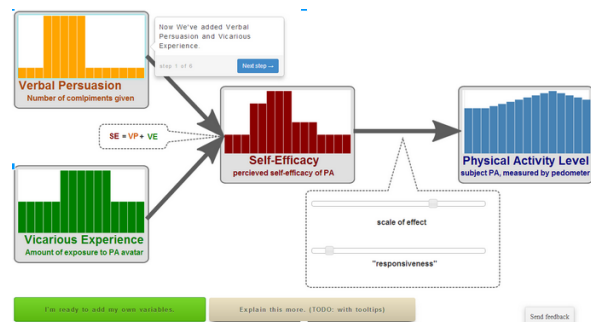 Now We've added Verbal
Persuasion and Vicarious
Experience
step 1 of 9
Next step →
Verbal Persuasion
Number of comlpiments given
SE = VP + VE
Self-Efficacy
percieved self-efficacy of PA
Physical Activity Level
subject PA, measured by pedometer
Vicarious Experience
Amount of exposure to PA avatar
scale of effect
"responsiveness"
I'm ready to add my own variables.
Explain this more. (TODO: with tooltips)
Send feedback